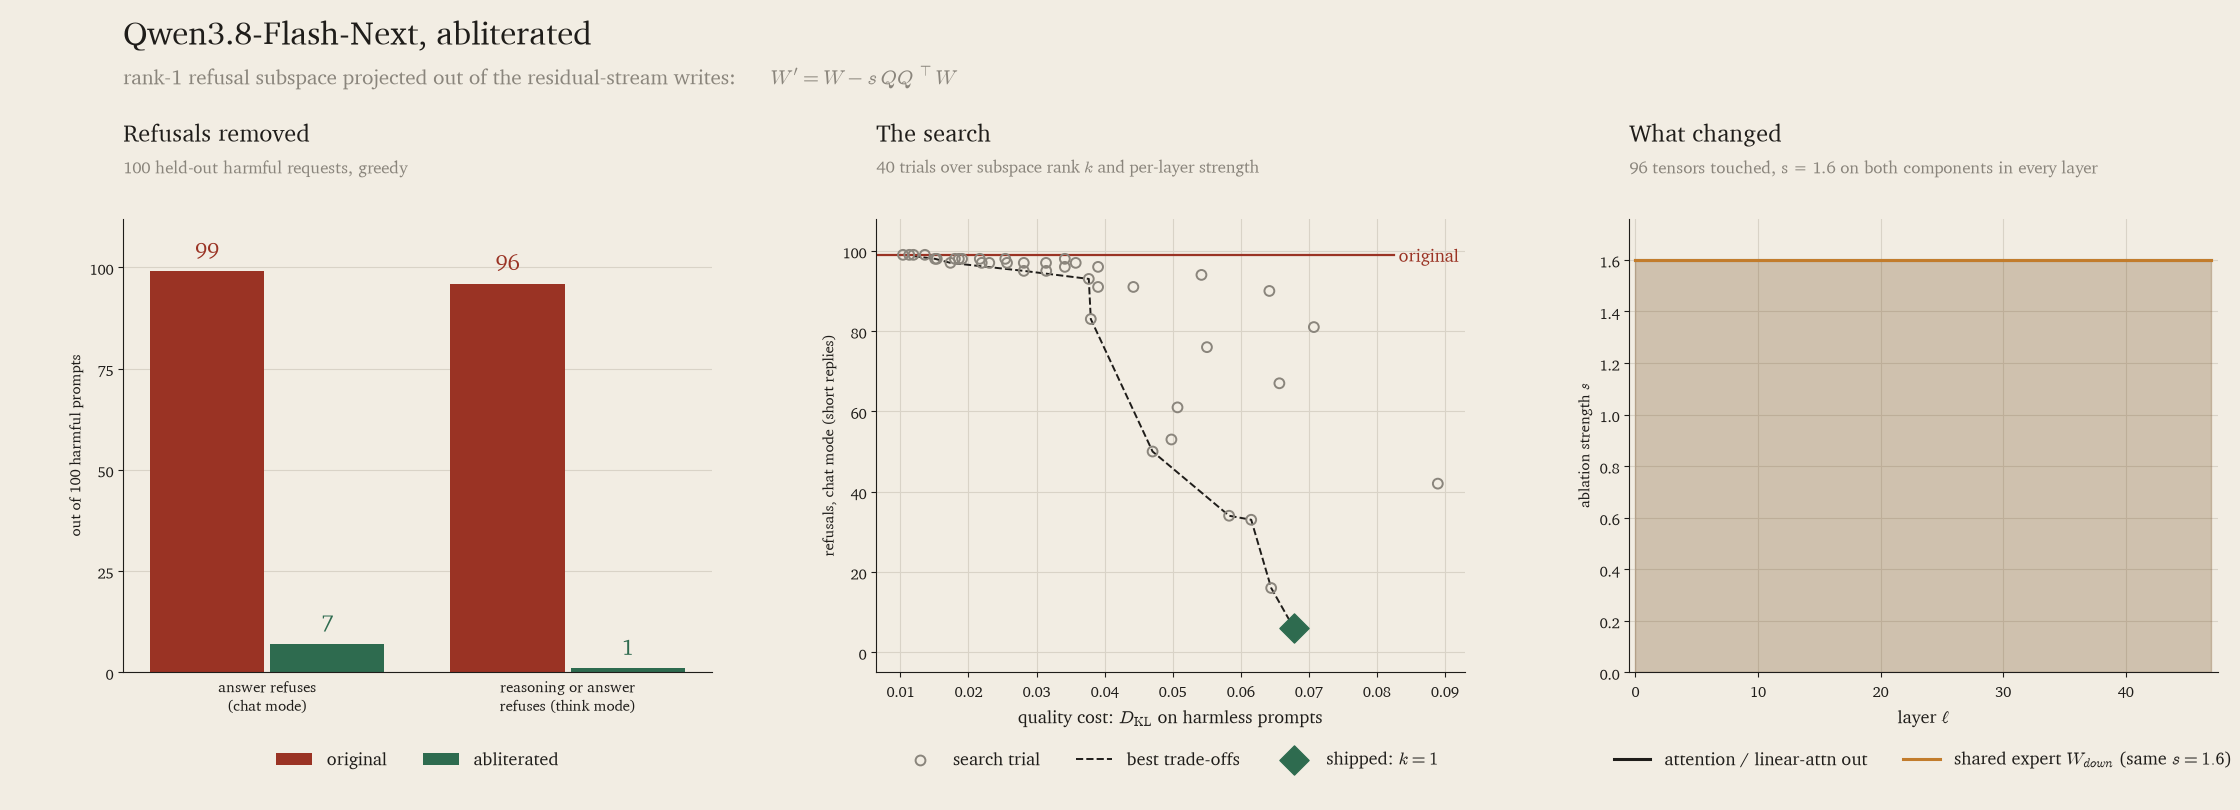 Qwen3.8-Flash-Next, abliterated
rank-1 refusal subspace projected out of the residual-stream writes: W′ = W − s QQ⊤W
Refusals removed
100 held-out harmful requests, greedy
out of 100 harmful prompts
100
75
50
25
0
99
7
96
1
answer refuses
(chat mode)
reasoning or answer
refuses (think mode)
original
abliterated
The search
40 trials over subspace rank k and per-layer strength
refusals, chat mode (short replies)
100
80
60
40
20
0
original
0.01 0.02 0.03 0.04 0.05 0.06 0.07 0.08 0.09
quality cost: D_KL on harmless prompts
search trial
best trade-offs
shipped: k = 1
What changed
96 tensors touched, s = 1.6 on both components in every layer
ablation strength s
1.6
1.4
1.2
1.0
0.8
0.6
0.4
0.2
0.0
0 10 20 30 40
layer ℓ
attention / linear-attn out
shared expert W_down (same s = 1.6)